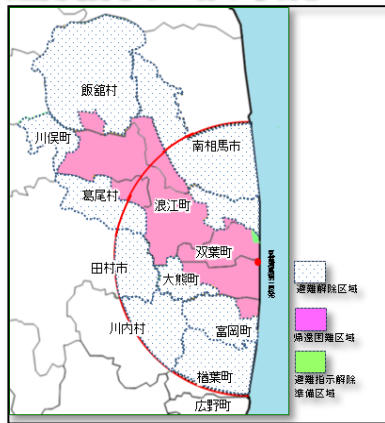 飯舘村
川俣町
南相馬市
葛尾村
浪江町
双葉町
田村市
大熊町
川内村
富岡町
楢葉町
広野町
避難解除区域
帰還困難区域
避難指示解除
準備区域